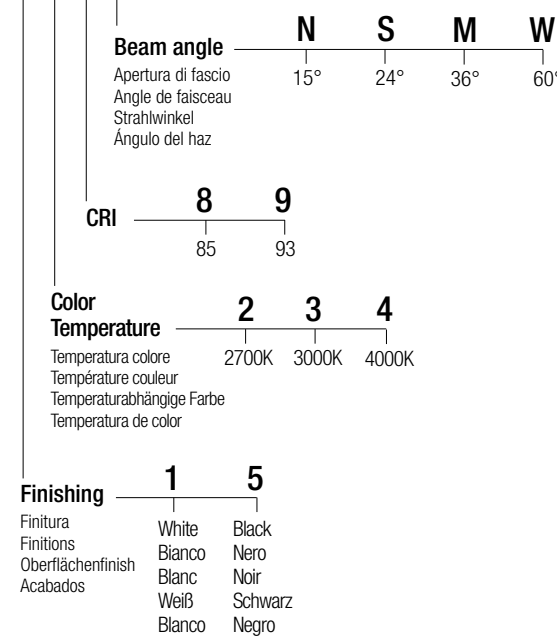 N S M W
Beam angle
15° 24° 36° 60°
Apertura di fascio
Angle de faisceau
Strahlwinkel
Ángulo del haz
8 9
CRI
85 93
Color
Temperature
2 3 4
2700K 3000K 4000K
Temperatura colore
Température couleur
Temperaturabhängige Farbe
Temperatura de color
1 5
Finishing
Finitura
Finitions
Oberflächenfinish
Acabados
White Black
Bianco Nero
Blanc Noir
Weiß Schwarz
Blanco Negro